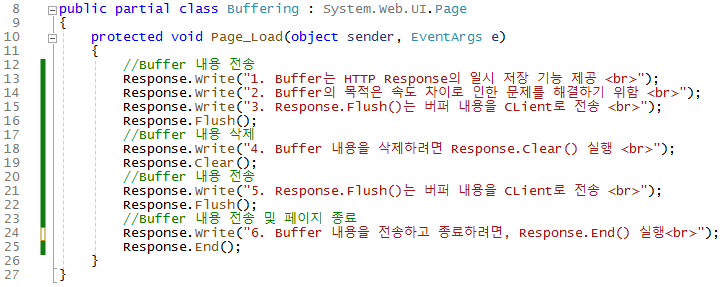 8 public partial class Buffering : System.Web.UI.Page
9 {
10 protected void Page_Load(object sender, EventArgs e)
11 {
12 //Buffer 내용 전송
13 Response.Write("1. Buffer는 HTTP Response의 일시 저장 기능 제공 <br>");
14 Response.Write("2. Buffer의 목적은 속도 차이로 인한 문제를 해결하기 위함 <br>");
15 Response.Write("3. Response.Flush()는 버퍼 내용을 CLient로 전송 <br>");
16 Response.Flush();
17 //Buffer 내용 삭제
18 Response.Write("4. Buffer 내용을 삭제하려면 Response.Clear() 실행 <br>");
19 Response.Clear();
20 //Buffer 내용 전송
21 Response.Write("5. Response.Flush()는 버퍼 내용을 CLient로 전송 <br>");
22 Response.Flush();
23 //Buffer 내용 전송 및 페이지 종료
24 Response.Write("6. Buffer 내용을 전송하고 종료하려면, Response.End() 실행<br>");
25 Response.End();
26 }
27 }